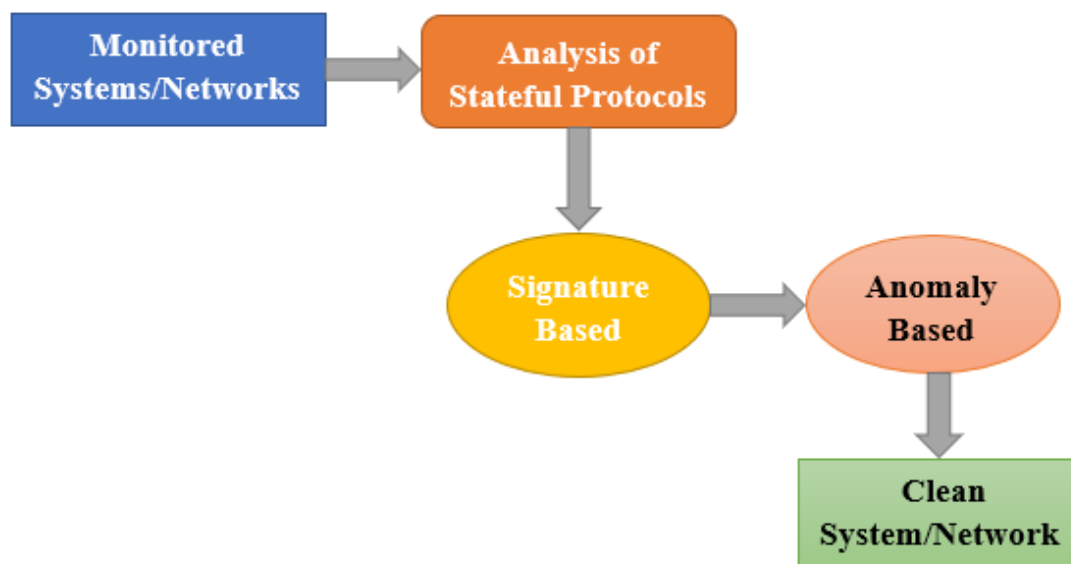 Monitored
Systems/Networks
Analysis of
Stateful Protocols
Signature
Based
Anomaly
Based
Clean
System/Network